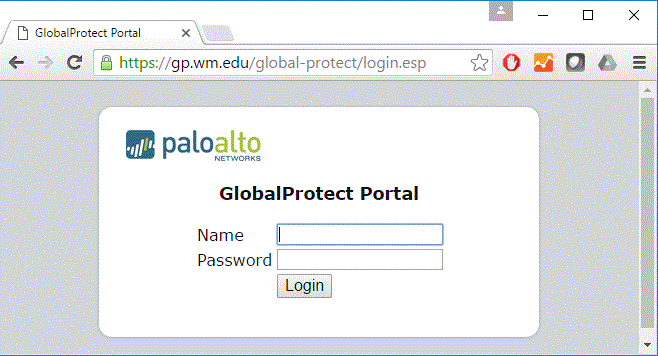 GlobalProtect Portal
https://gp.wm.edu/global-protect/login.esp
paloalto
NETWORKS
GlobalProtect Portal
Name
Password
Login